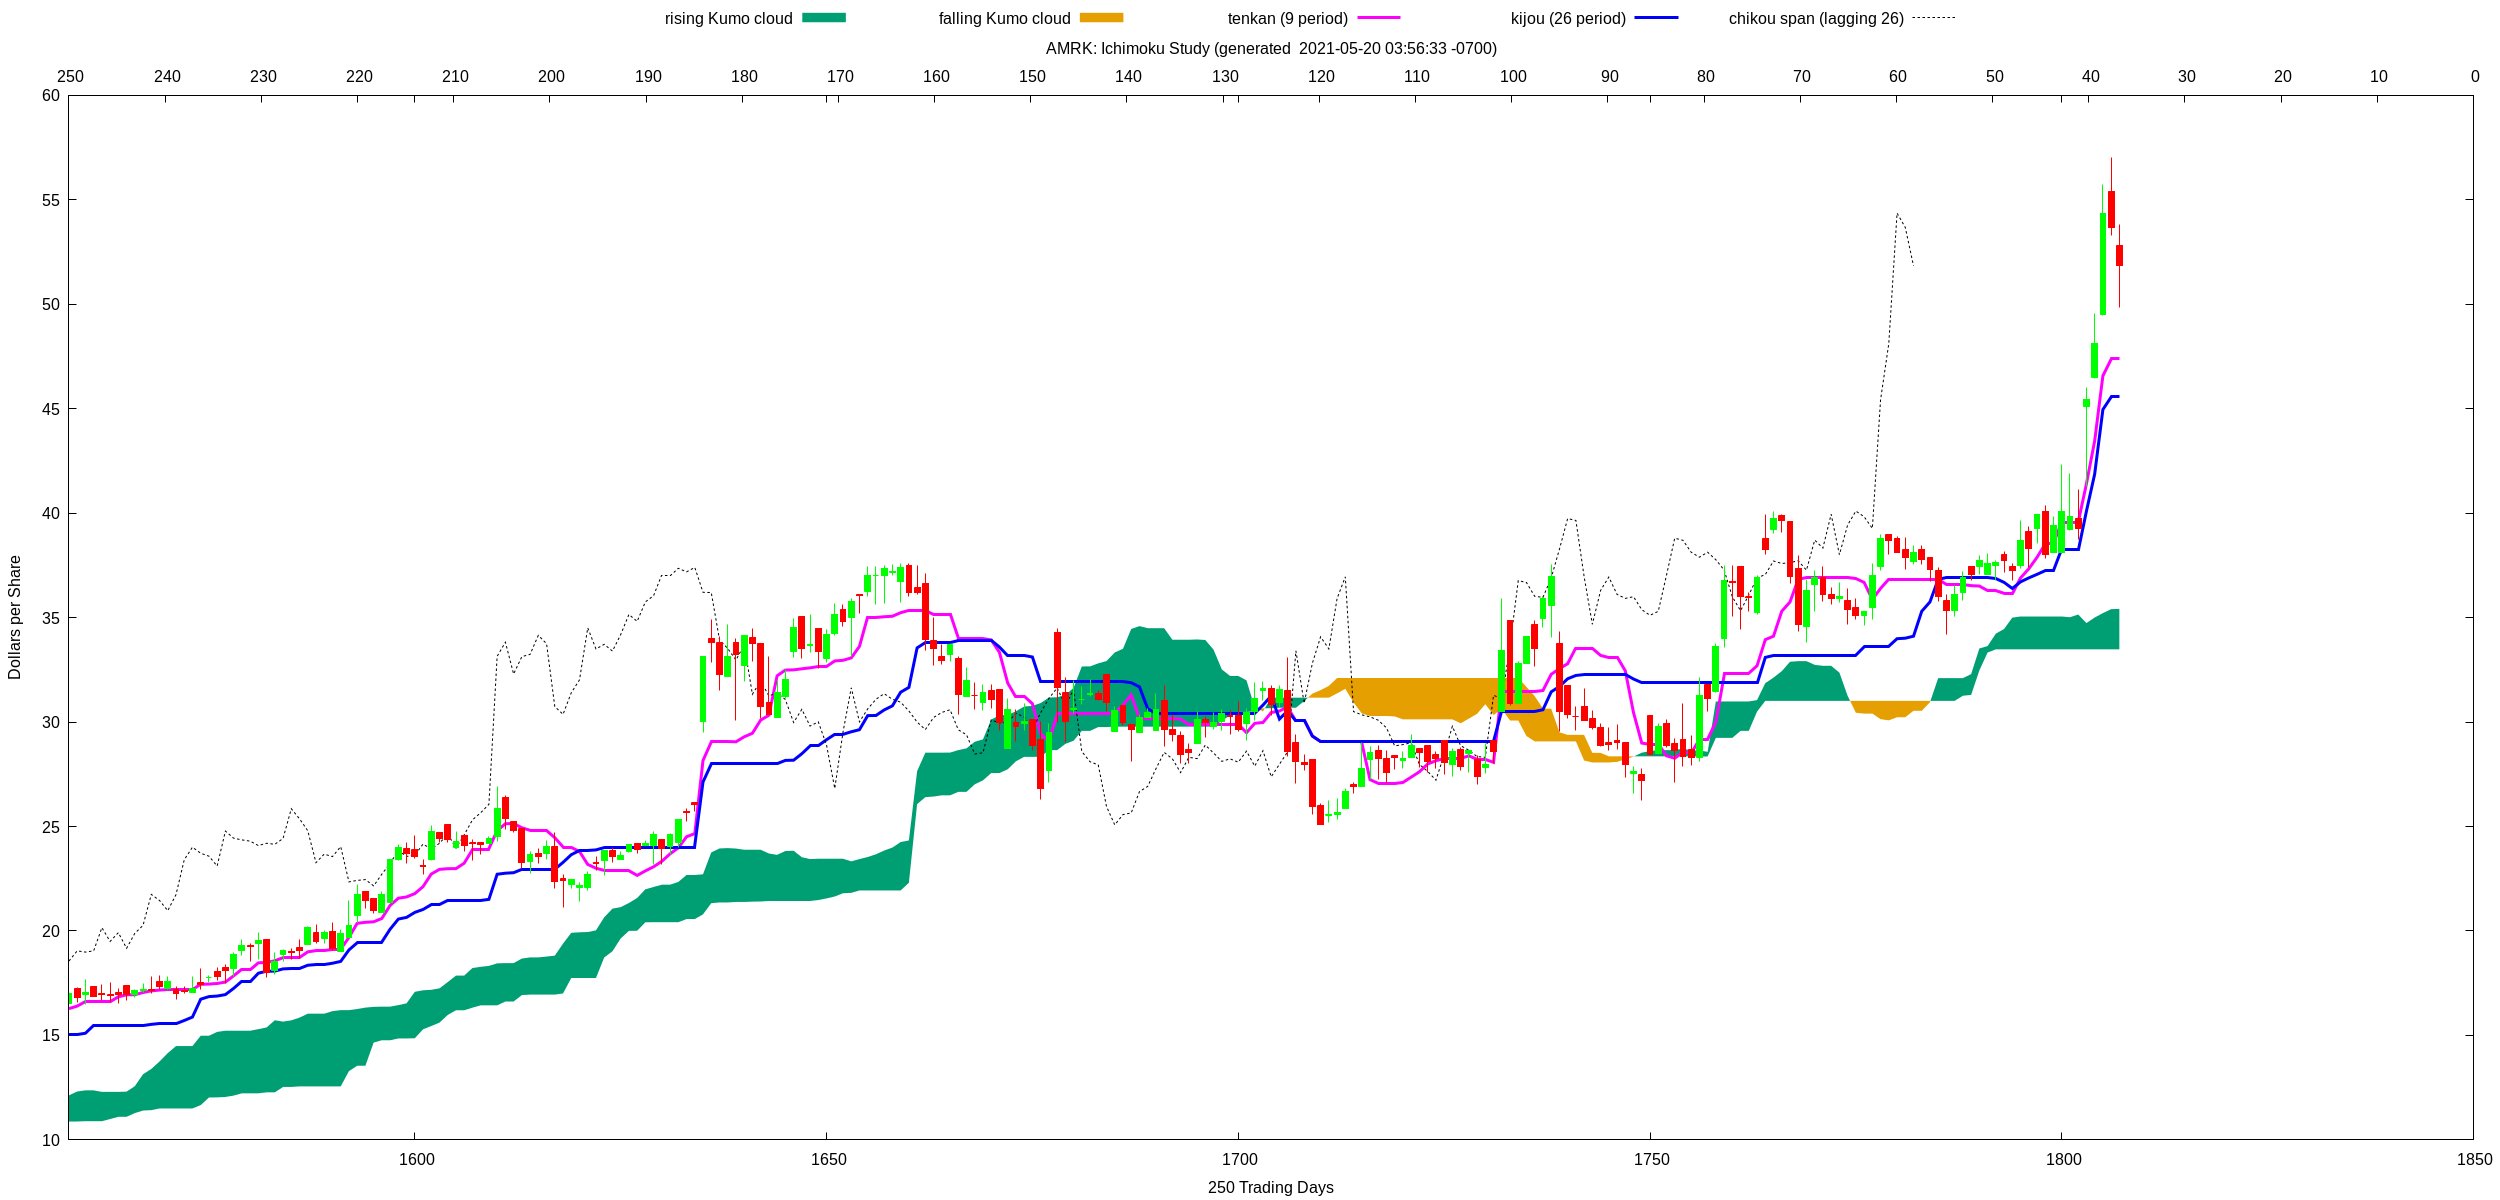 rising Kumo cloud falling Kumo cloud tenkan (9 period) kijou (26 period) chikou span (lagging 26)
AMRK: Ichimoku Study (generated  2021-05-20 03:56:33 -0700)
250 240 230 220 210 200 190 180 170 160 150 140 130 120 110 100 90 80 70 60 50 40 30 20 10 0
60
55
50
45
40
35
30
25
20
15
10
Dollars per Share
1600 1650 1700 1750 1800 1850
250 Trading Days